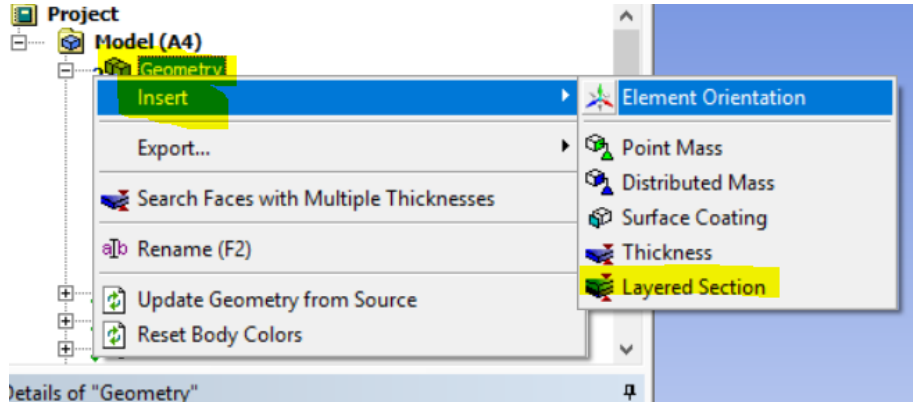 Project
Model (A4)
Geometry
Insert
Element Orientation
Export...
Point Mass
Distributed Mass
Search Faces with Multiple Thicknesses
Surface Coating
Thickness
Rename (F2)
Layered Section
Update Geometry from Source
Reset Body Colors
Details of "Geometry"